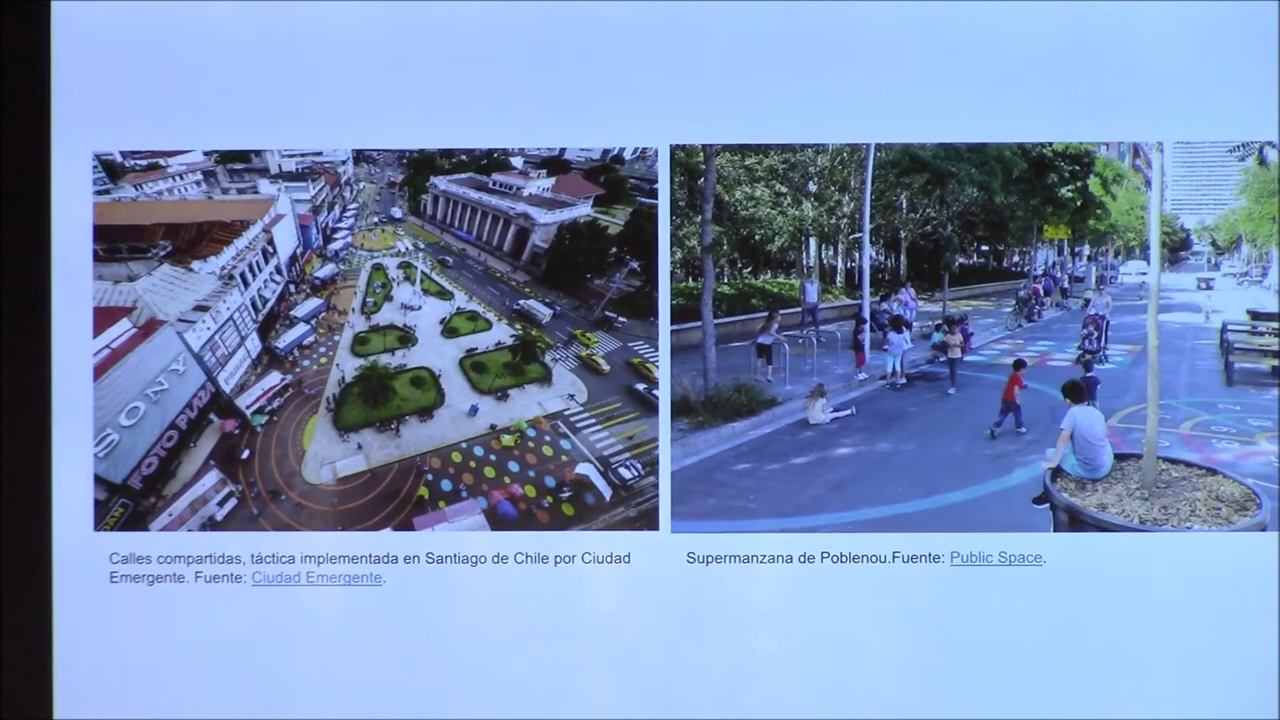 SONY
FOTO PLAZA
Calles compartidas, táctica implementada en Santiago de Chile por Ciudad
Emergente. Fuente: Ciudad Emergente.
Supermanzana de Poblenou.Fuente: Public Space.